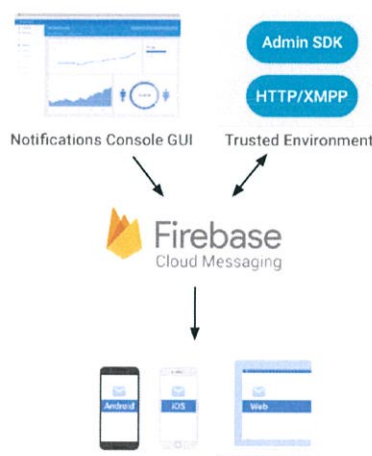 Admin SDK
HTTP/XMPP
Notifications Console GUI
Trusted Environment
Firebase
Cloud Messaging
Android
iOS
Web